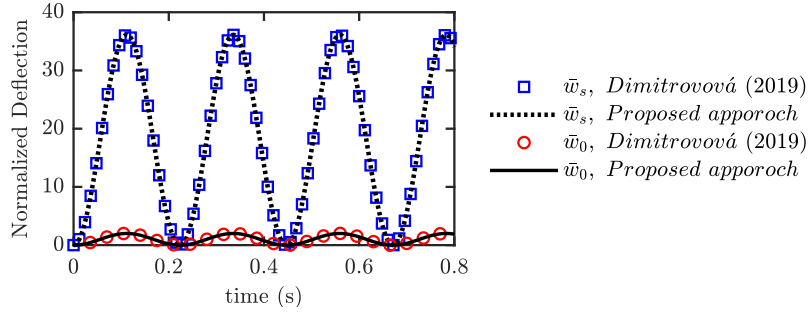 40
30
20
10
0
Normalized Deflection
0
0.2
0.4
0.6
0.8
time (s)
w̄ₛ, Dimitrovová (2019)
w̄ₛ, Proposed apporoch
w̄₀, Dimitrovová (2019)
w̄₀, Proposed apporoch